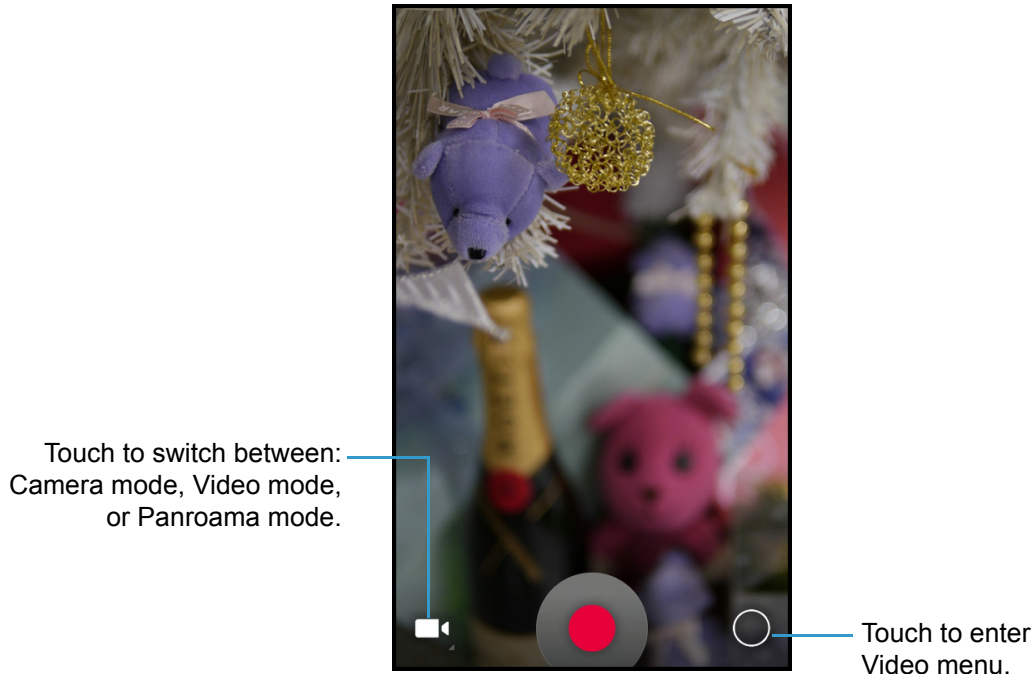 Touch to switch between:
Camera mode, Video mode,
or Panroama mode.
Touch to enter
Video menu.